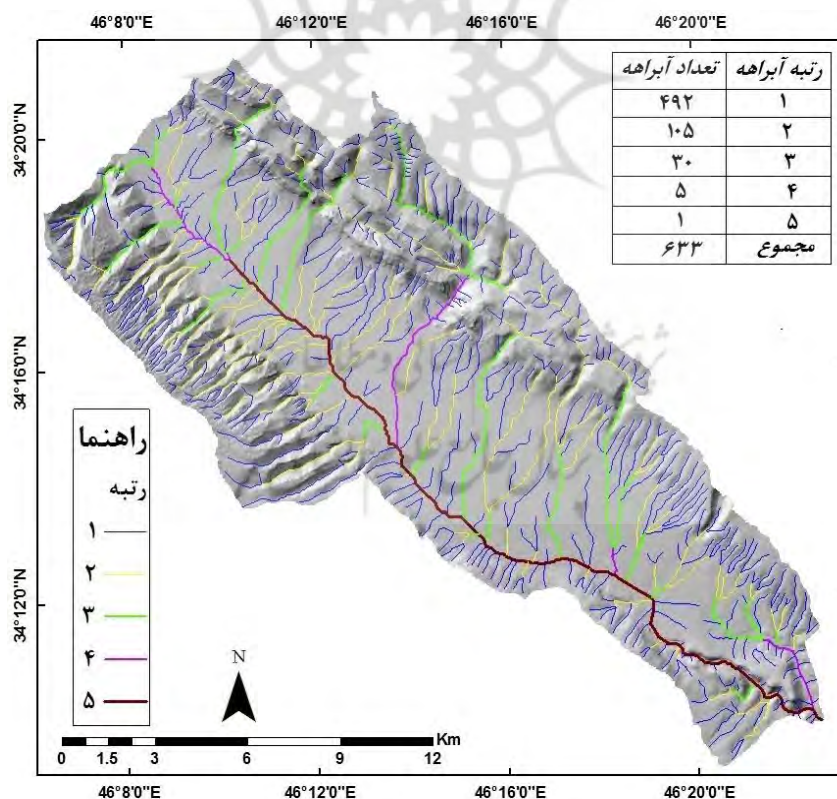 46°8'0"E 46°12'0"E 46°16'0"E 46°20'0"E
رتبه آبراهه تعداد آبراهه
۱ ۴۹۲
۲ ۱۰۵
۳ ۳۰
۴ ۵
۵ ۱
مجموع ۶۳۳
34°20'0"N
34°16'0"N
34°12'0"N
راهنما
رتبه
۱
۲
۳
۴
۵
N
0 1.5 3 6 9 12 Km
46°8'0"E 46°12'0"E 46°16'0"E 46°20'0"E